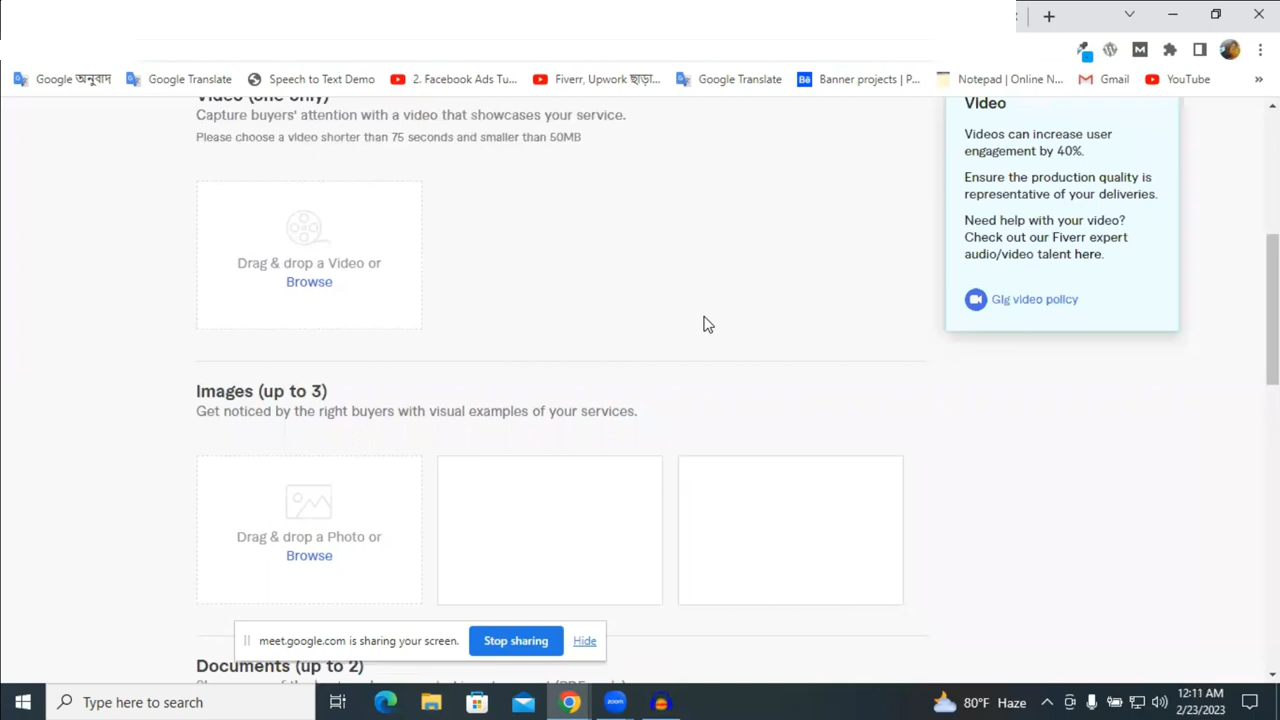 Google অনুবাদ
Google Translate
Speech to Text Demo
2. Facebook Ads Tu...
Fiverr, Upwork ছাড়া...
Google Translate
Bē
Banner projects | P...
Notepad | Online N...
Gmail
YouTube
»
Video (one only)
Capture buyers' attention with a video that showcases your service.
Please choose a video shorter than 75 seconds and smaller than 50MB
Drag & drop a Video or
Browse
Video
Videos can increase user
engagement by 40%.
Ensure the production quality is
representative of your deliveries.
Need help with your video?
Check out our Fiverr expert
audio/video talent here.
Gig video policy
Images (up to 3)
Get noticed by the right buyers with visual examples of your services.
Drag & drop a Photo or
Browse
meet.google.com is sharing your screen.
Stop sharing
Hide
Documents (up to 2)
Type here to search
zoom
80°F Haze
12:11 AM
2/23/2023